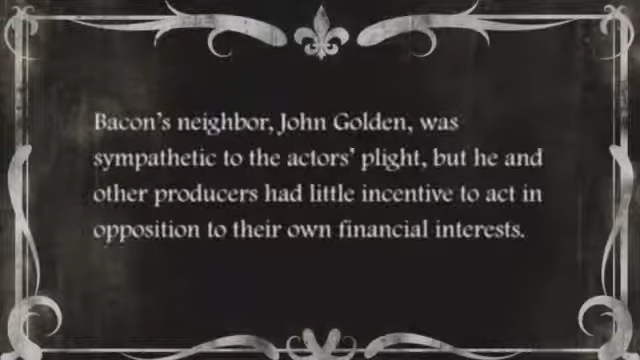 Bacon's neighbor, John Golden, was
sympathetic to the actors' plight, but he and
other producers had little incentive to act in
opposition to their own financial interests.